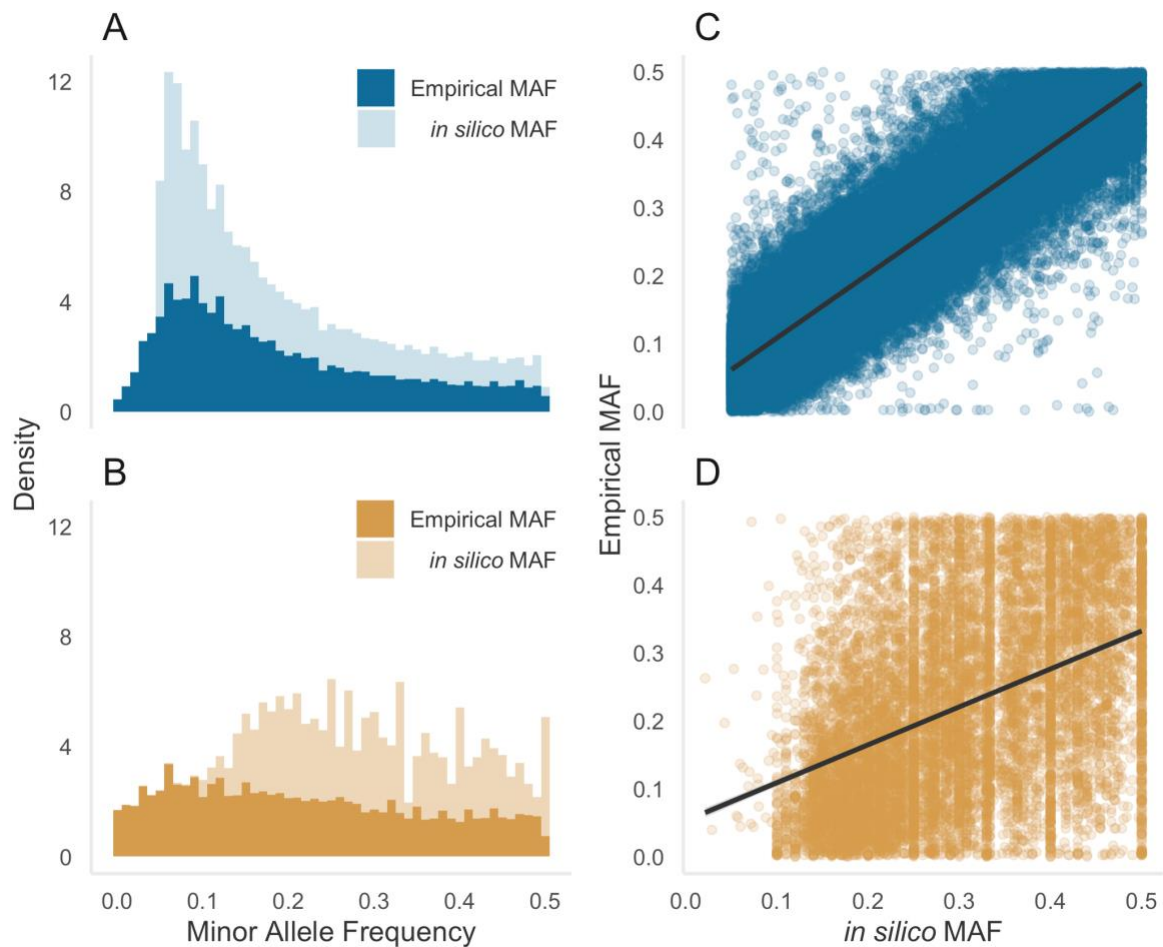 A
12
8
4
0
Empirical MAF
in silico MAF
C
0.5
0.4
0.3
0.2
0.1
0.0
Density
Empirical MAF
B
12
8
4
0
Empirical MAF
in silico MAF
0.0 0.1 0.2 0.3 0.4 0.5
Minor Allele Frequency
D
0.5
0.4
0.3
0.2
0.1
0.0
0.0 0.1 0.2 0.3 0.4 0.5
in silico MAF